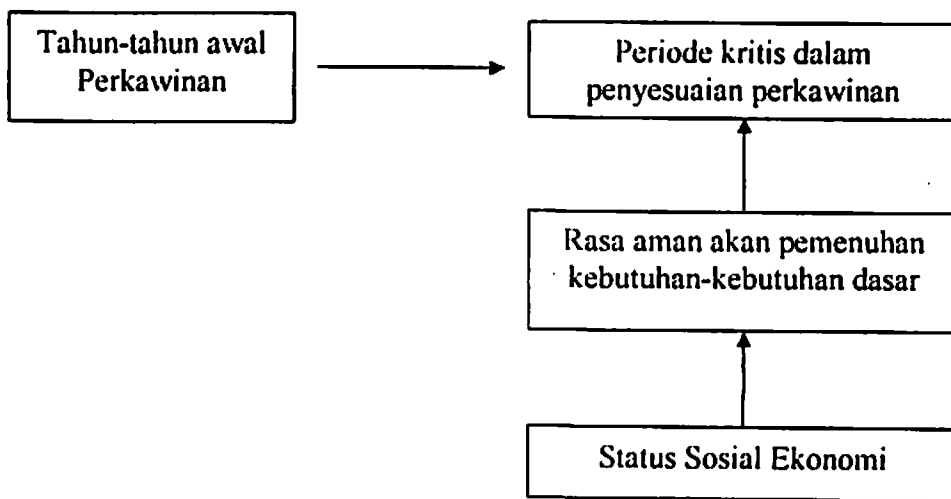 Tahun-tahun awal
Perkawinan
Periode kritis dalam
penyesuaian perkawinan
Rasa aman akan pemenuhan
kebutuhan-kebutuhan dasar
Status Sosial Ekonomi